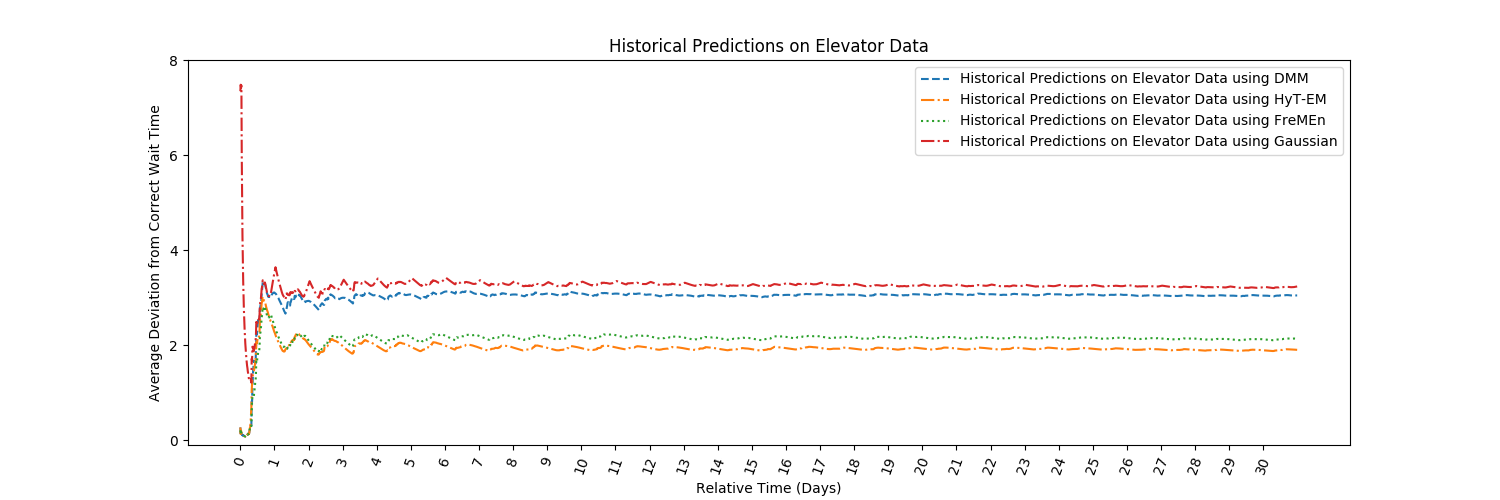 Historical Predictions on Elevator Data
Historical Predictions on Elevator Data using DMM
Historical Predictions on Elevator Data using HyT-EM
Historical Predictions on Elevator Data using FreMEn
Historical Predictions on Elevator Data using Gaussian
Average Deviation from Correct Wait Time
8
6
4
2
0
0 1 2 3 4 5 6 7 8 9 10 11 12 13 14 15 16 17 18 19 20 21 22 23 24 25 26 27 28 29 30
Relative Time (Days)